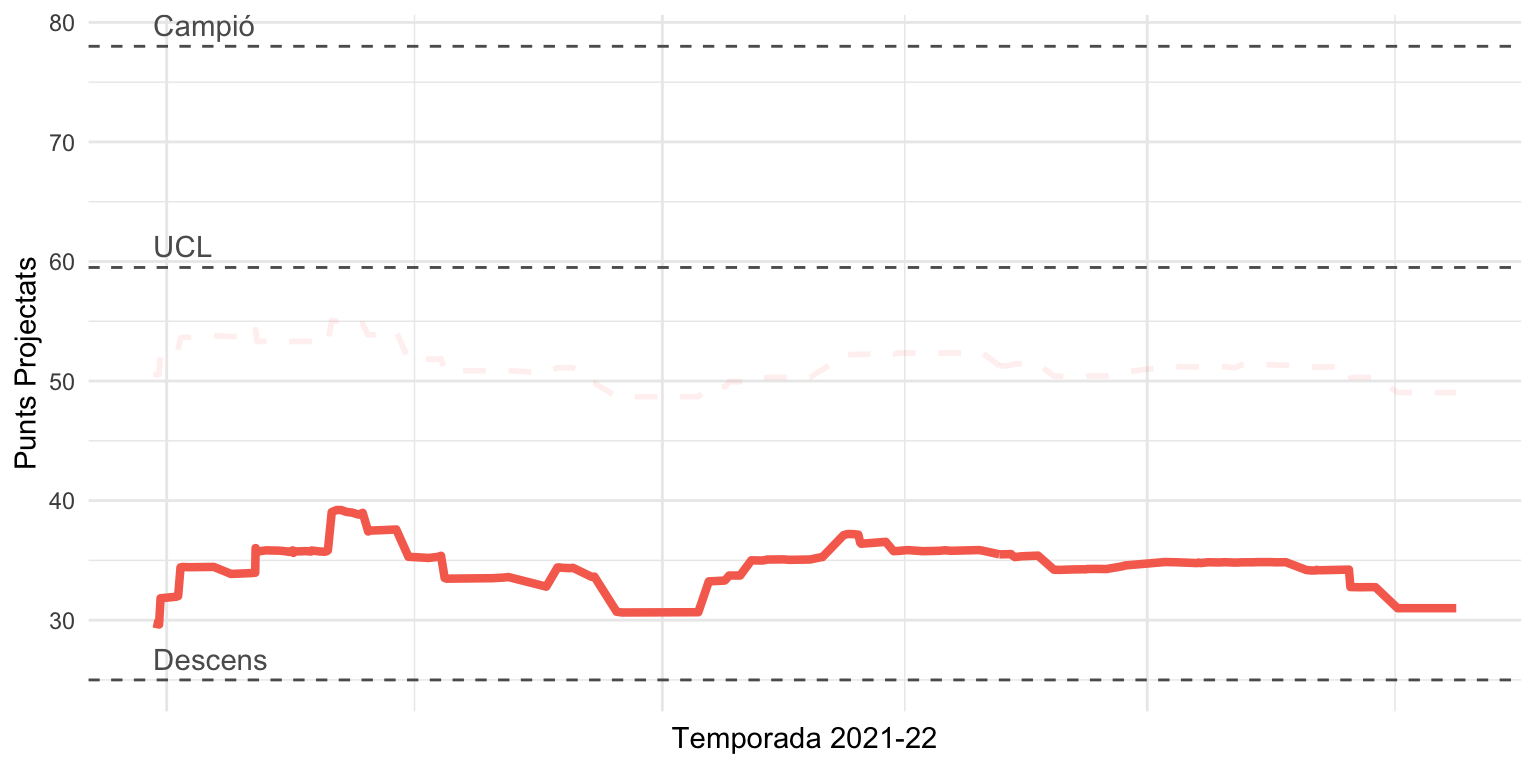 Punts Projectats
80
70
60
50
40
30
Campió
UCL
Descens
Temporada 2021-22